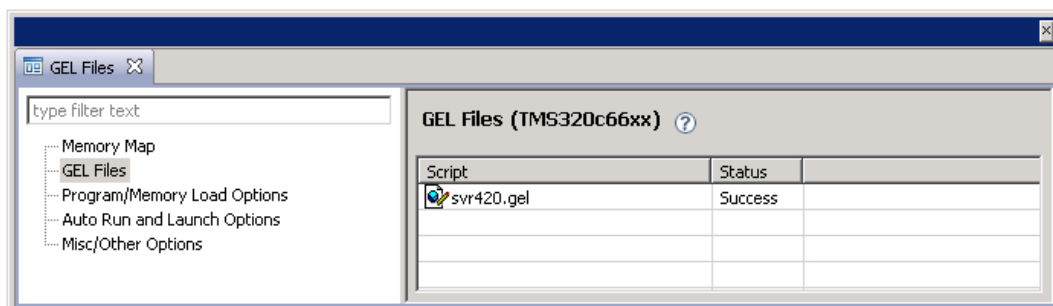 GEL Files
type filter text
Memory Map
GEL Files
Program/Memory Load Options
Auto Run and Launch Options
Misc/Other Options
GEL Files (TMS320c66xx)
Script Status
svr420.gel Success